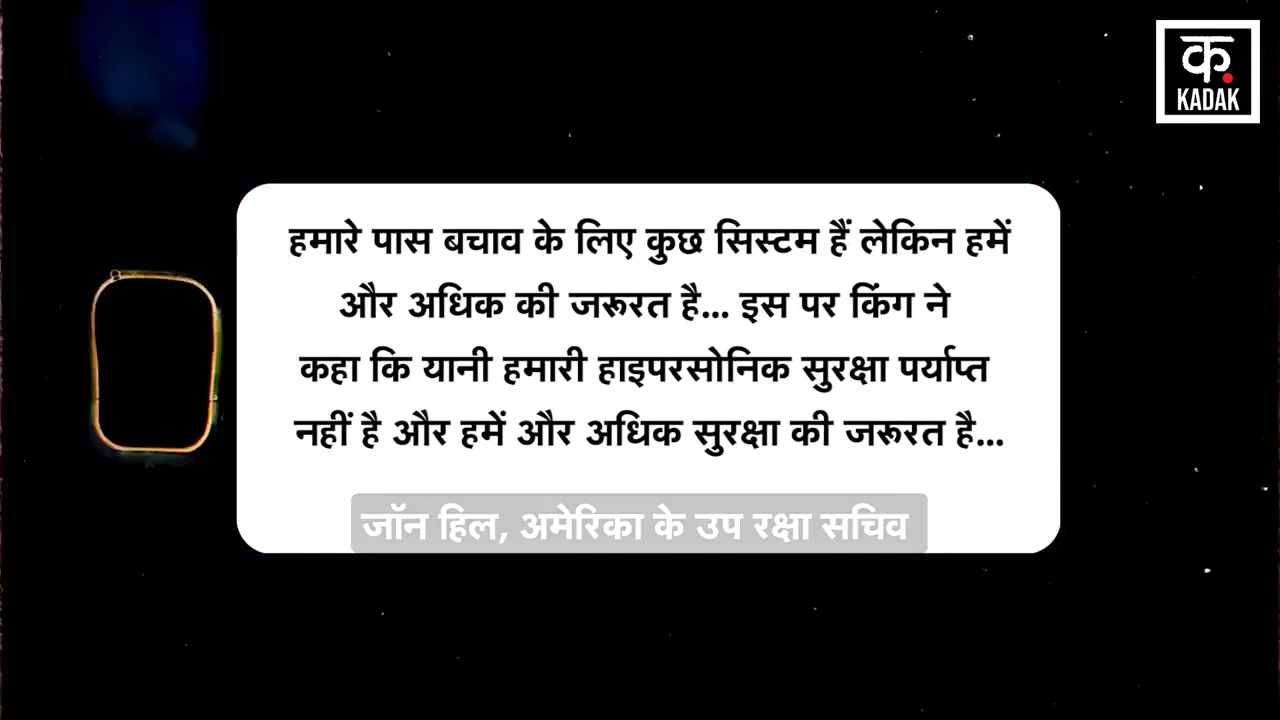 क.
KADAK
हमारे पास बचाव के लिए कुछ सिस्टम हैं लेकिन हमें
और अधिक की जरूरत है... इस पर किंग ने
कहा कि यानी हमारी हाइपरसोनिक सुरक्षा पर्याप्त
नहीं है और हमें और अधिक सुरक्षा की जरूरत है...
जॉन हिल, अमेरिका के उप रक्षा सचिव